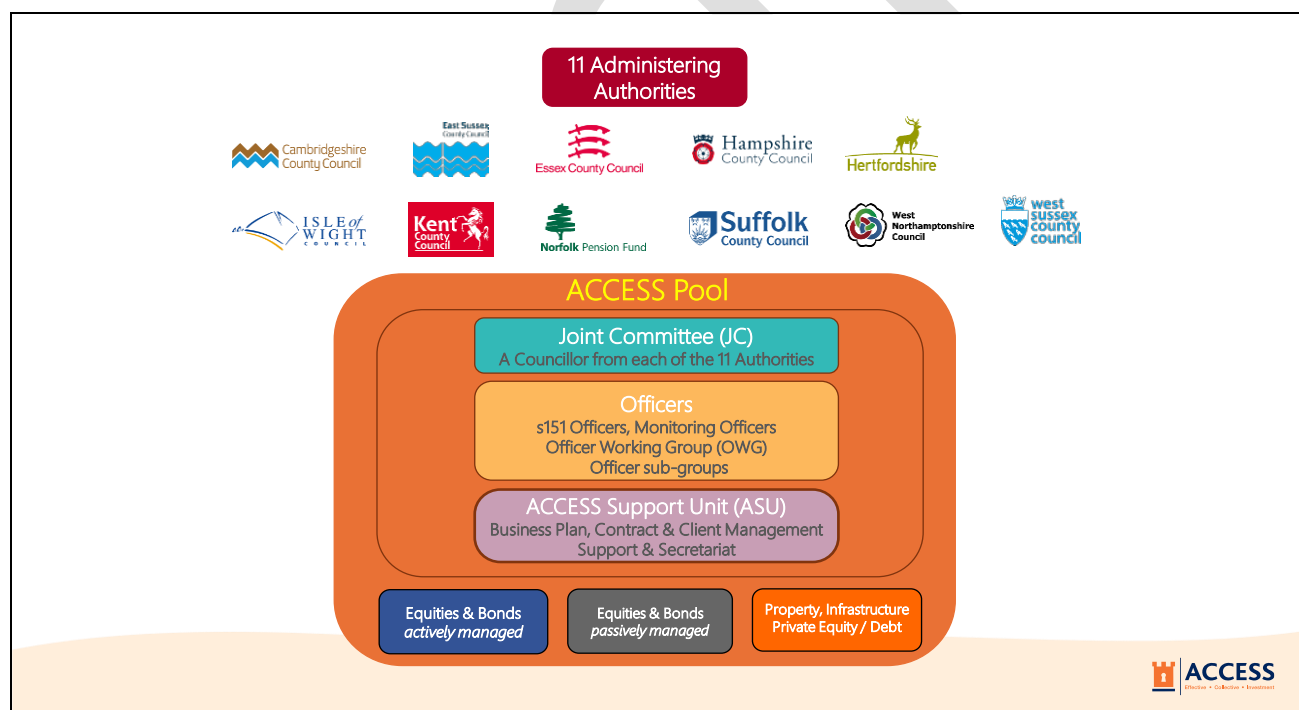 11 Administering
Authorities
Cambridgeshire
County Council
East Sussex
County Council
Essex County Council
Hampshire
County Council
Hertfordshire
ISLE of
WIGHT
COUNCIL
Kent
County
Council
Norfolk Pension Fund
Suffolk
County Council
West
Northamptonshire
Council
west
sussex
county
council
ACCESS Pool
Joint Committee (JC)
A Councillor from each of the 11 Authorities
Officers
s151 Officers, Monitoring Officers
Officer Working Group (OWG)
Officer sub-groups
ACCESS Support Unit (ASU)
Business Plan, Contract & Client Management
Support & Secretariat
Equities & Bonds
actively managed
Equities & Bonds
passively managed
Property, Infrastructure
Private Equity / Debt
ACCESS
Effective • Collective • Investment